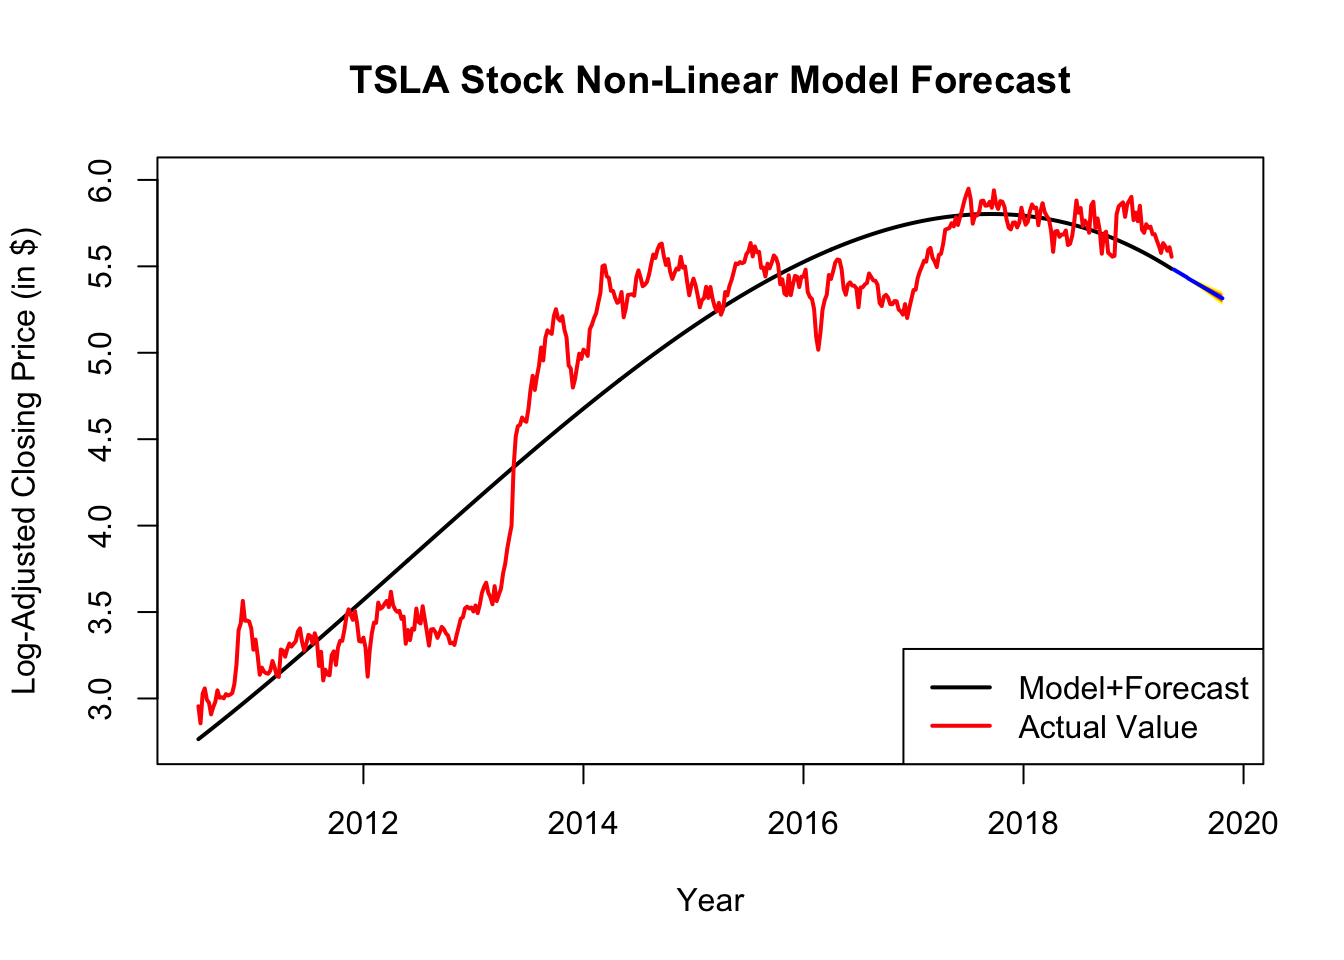 TSLA Stock Non-Linear Model Forecast
Log-Adjusted Closing Price (in $)
6.0
5.5
5.0
4.5
4.0
3.5
3.0
Model+Forecast
Actual Value
2012 2014 2016 2018 2020
Year